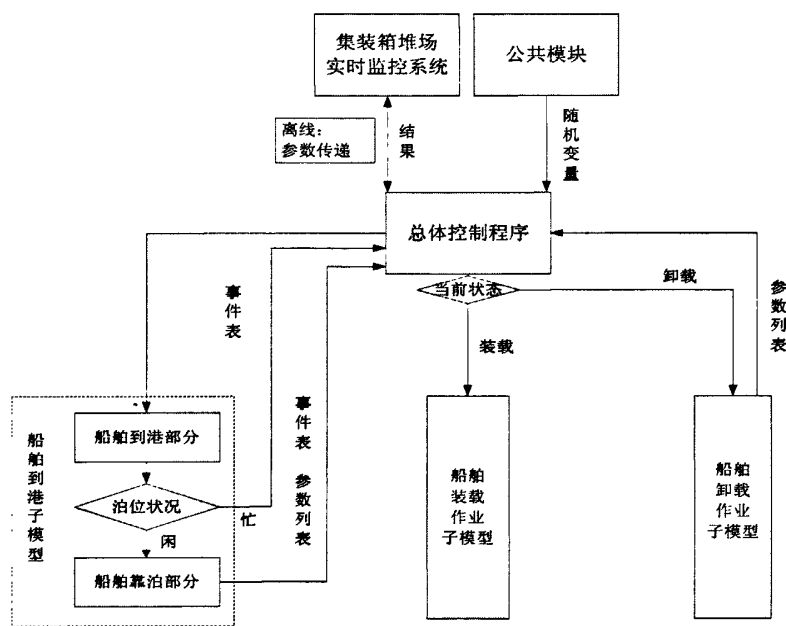 集装箱堆场
实时监控系统
公共模块
离线：
参数传递
结果
随机变量
总体控制程序
当前状态
卸载
装载
参数列表
事件表
事件表 参数列表
船舶到港子模型
船舶到港部分
泊位状况
忙
闲
船舶靠泊部分
船舶
装载
作业
子模型
船舶
卸载
作业
子模型